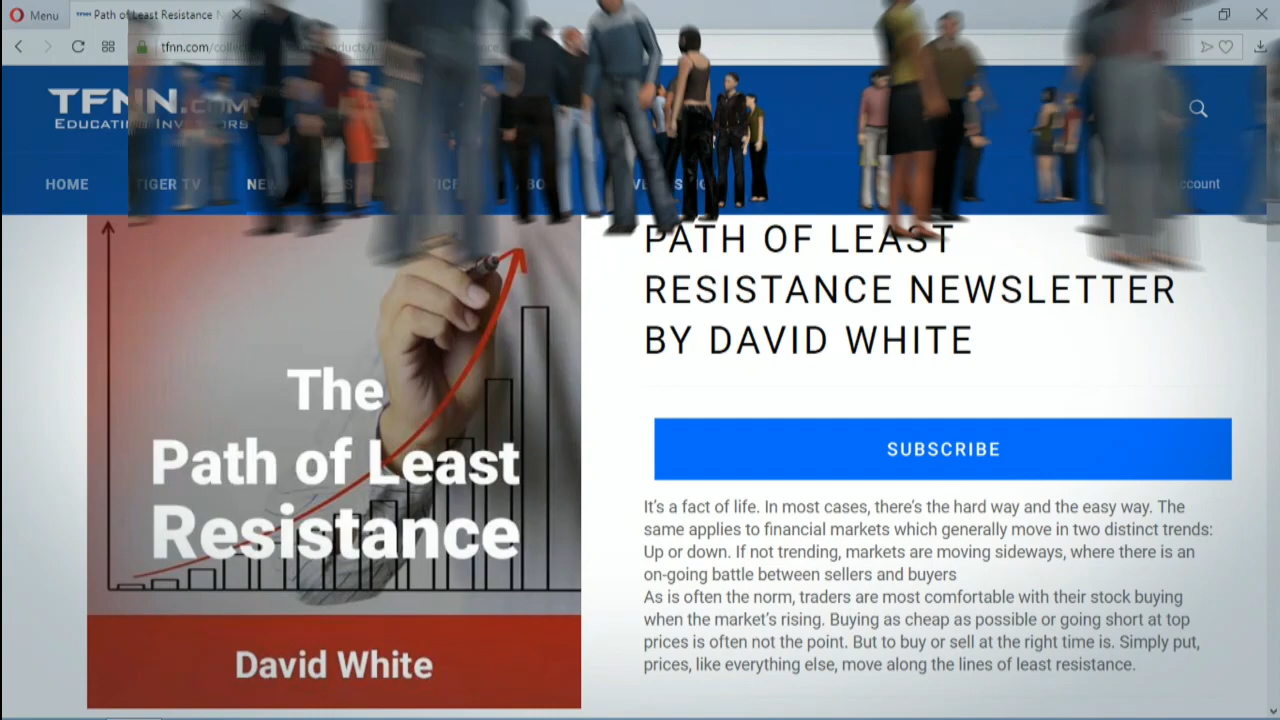 Menu
Path of Least Resistance N
tfnn.com/
TFNN.COM
EDUCATING INVESTORS
HOME
TIGER TV
The
Path of Least
Resistance
David White
PATH OF LEAST
RESISTANCE NEWSLETTER
BY DAVID WHITE
SUBSCRIBE
It’s a fact of life. In most cases, there’s the hard way and the easy way. The
same applies to financial markets which generally move in two distinct trends:
Up or down. If not trending, markets are moving sideways, where there is an
on-going battle between sellers and buyers
As is often the norm, traders are most comfortable with their stock buying
when the market’s rising. Buying as cheap as possible or going short at top
prices is often not the point. But to buy or sell at the right time is. Simply put,
prices, like everything else, move along the lines of least resistance.